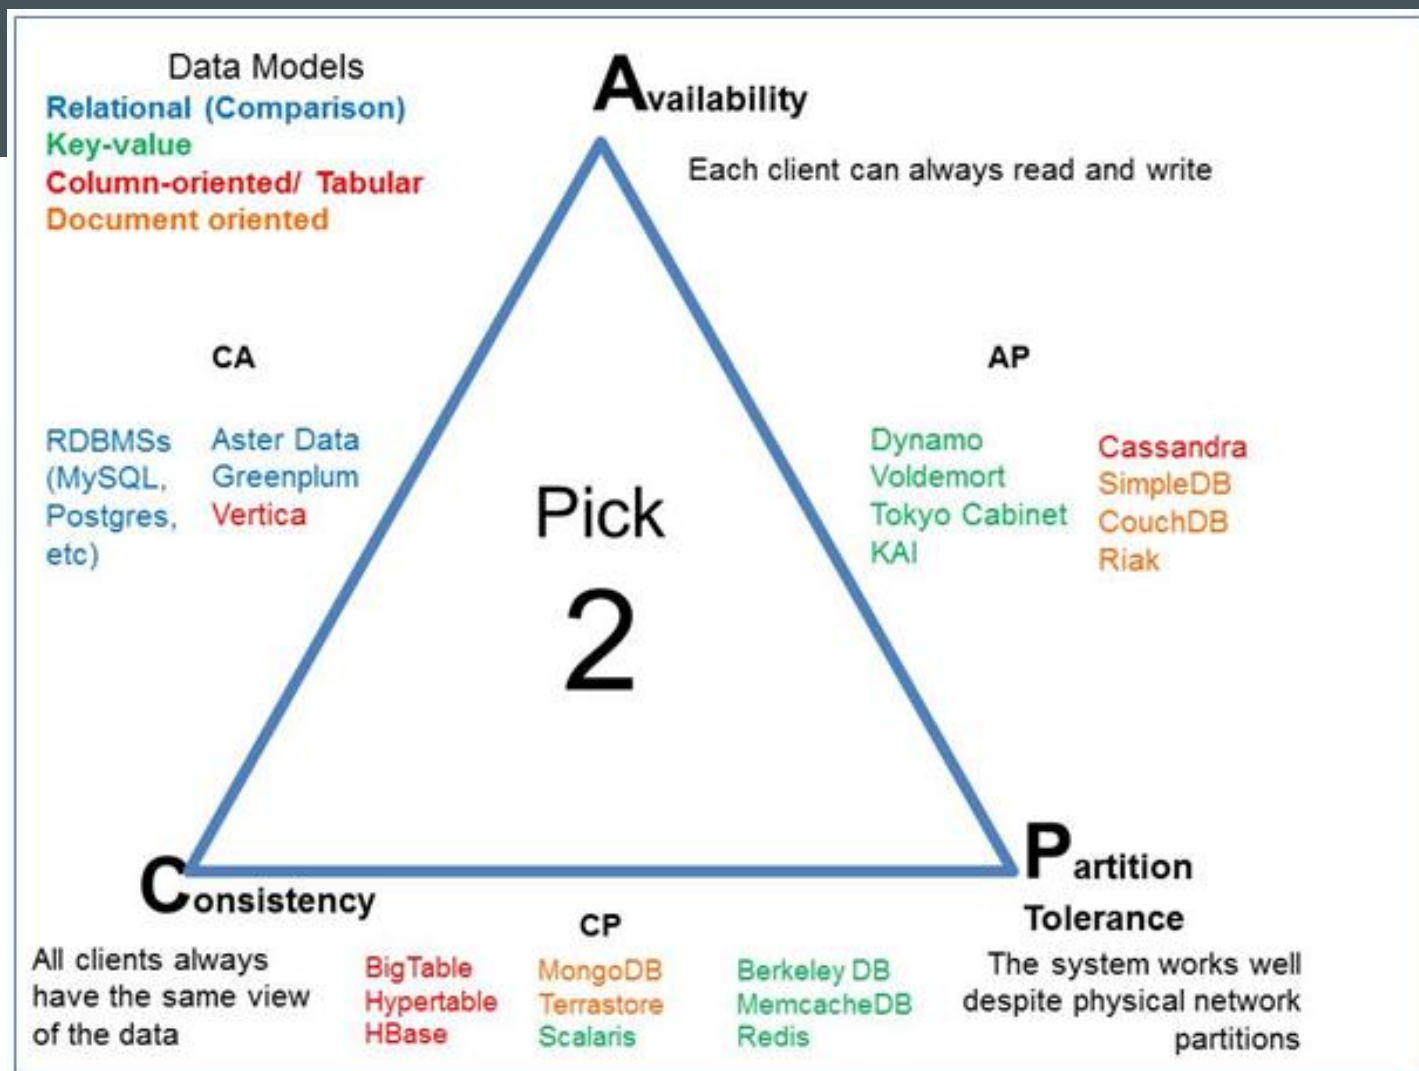 Data Models
Relational (Comparison)
Key-value
Column-oriented/ Tabular
Document oriented
Availability
Each client can always read and write
CA
RDBMSs
(MySQL,
Postgres,
etc)
Aster Data
Greenplum
Vertica
Pick
2
AP
Dynamo
Voldemort
Tokyo Cabinet
KAI
Cassandra
SimpleDB
CouchDB
Riak
Consistency
All clients always
have the same view
of the data
CP
BigTable
Hypertable
HBase
MongoDB
Terrastore
Scalaris
Berkeley DB
MemcacheDB
Redis
Partition
Tolerance
The system works well
despite physical network
partitions